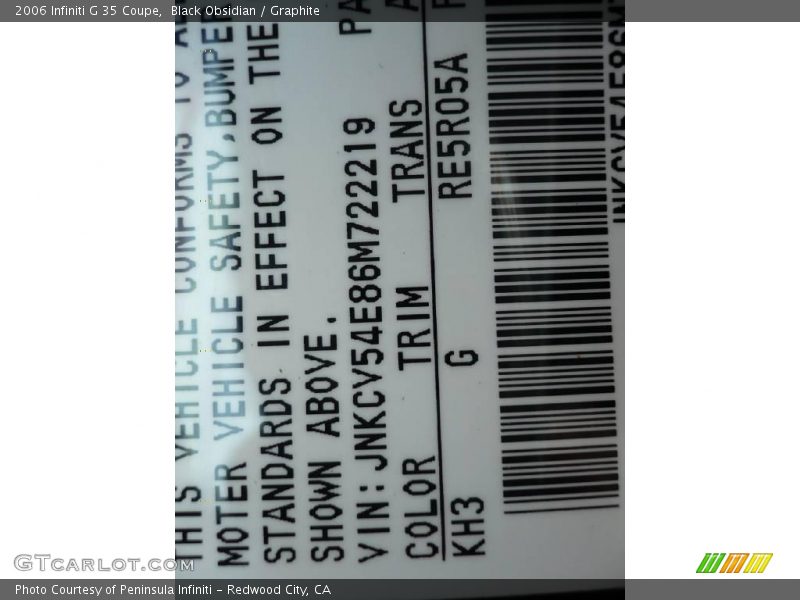 2006 Infiniti G 35 Coupe,  Black Obsidian / Graphite
THIS VEHICLE CONFORMS TO
MOTER VEHICLE SAFETY,BUMPER
STANDARDS IN EFFECT ON THE
SHOWN ABOVE.
VIN:JNKCV54E86M722219
COLOR TRIM TRANS
KH3 G RE5R05A
GTCarLot.com
Photo Courtesy of Peninsula Infiniti - Redwood City, CA